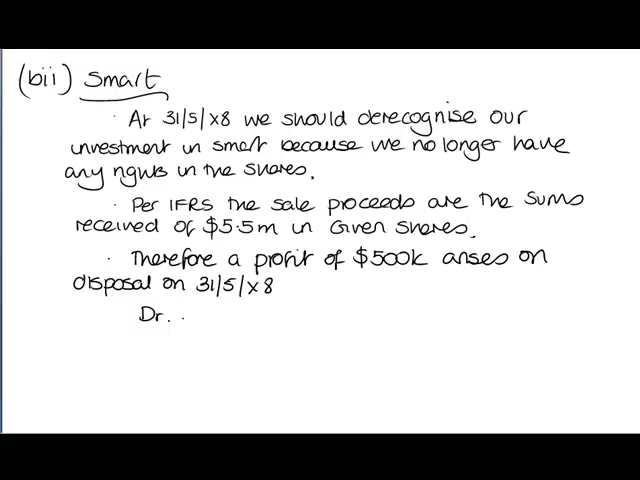 (bii) Smart
· At 31/5/x8 we should derecognise our
investment in smart because we no longer have
any rights in the shares.
· Per IFRS the sale proceeds are the sums
received of $5.5m in Given shares.
· Therefore a profit of $500k arises on
disposal on 31/5/x8
Dr. .